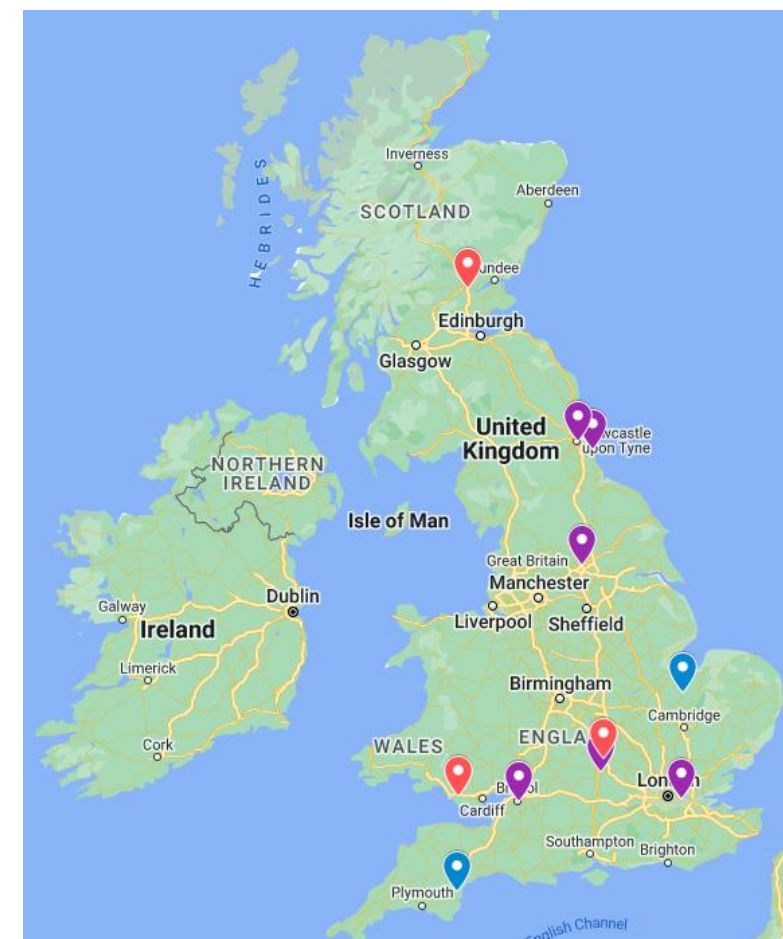 HEBRIDES
Inverness
Aberdeen
SCOTLAND
undee
Edinburgh
Glasgow
United
Kingdom
wcastle
upon Tyne
NORTHERN
IRELAND
Isle of Man
Great Britain
Manchester
Dublin
Galway
Ireland
Liverpool
Sheffield
Limerick
Birmingham
Cambridge
Cork
WALES
ENGLA
Lon
Cardiff
Southampton
Brighton
Plymouth
English Channel